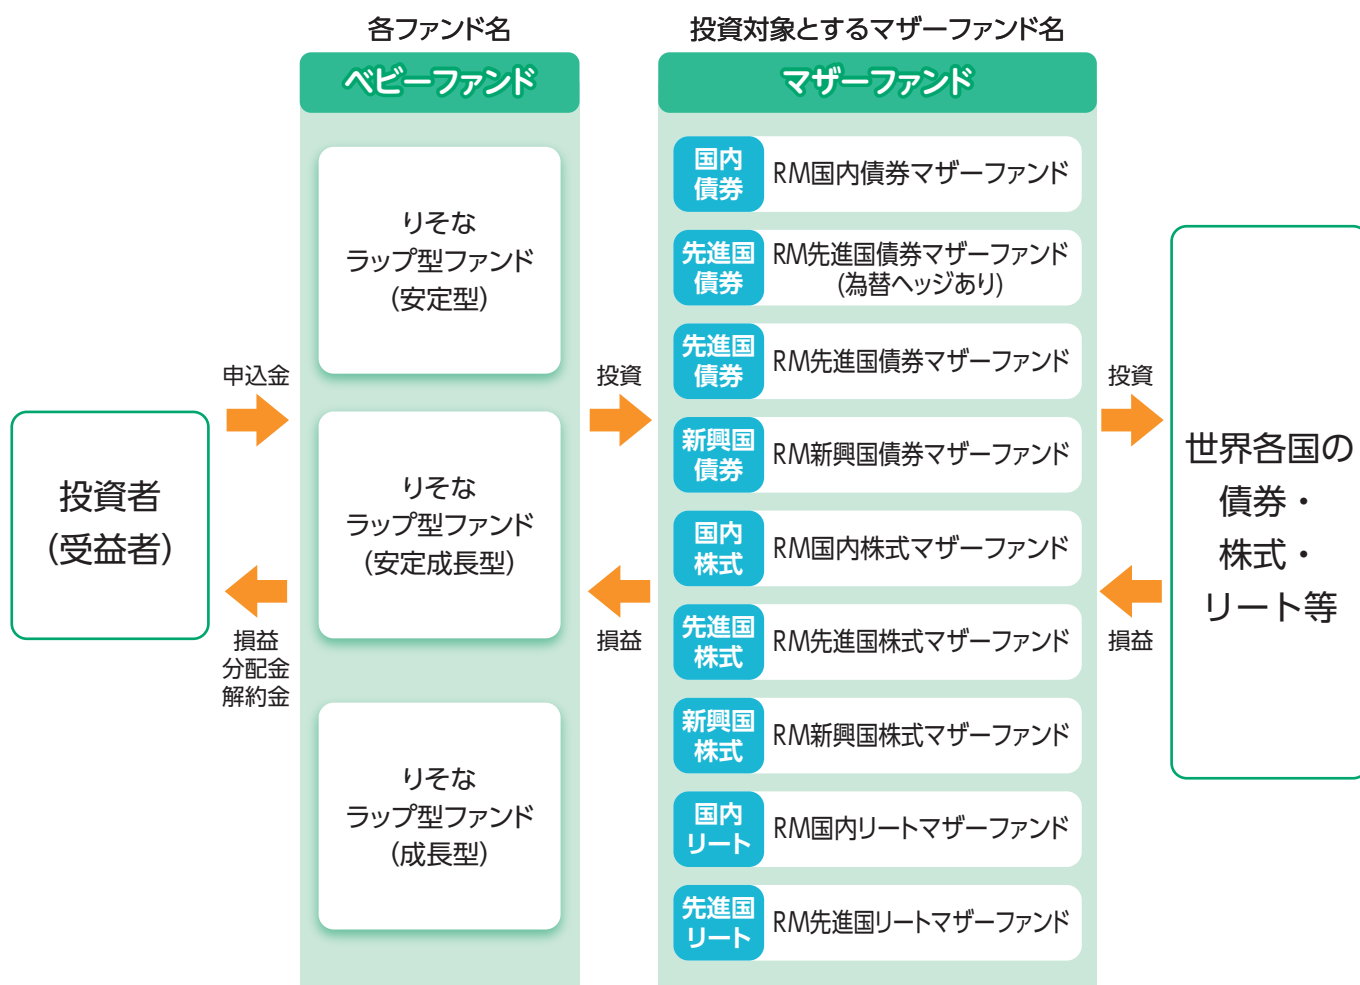 各ファンド名
ベビーファンド
りそな
ラップ型ファンド
(安定型)
りそな
ラップ型ファンド
(安定成長型)
りそな
ラップ型ファンド
(成長型)
投資対象とするマザーファンド名
マザーファンド
国内
債券
RM国内債券マザーファンド
先進国
債券
RM先進国債券マザーファンド
(為替ヘッジあり)
先進国
債券
RM先進国債券マザーファンド
新興国
債券
RM新興国債券マザーファンド
国内
株式
RM国内株式マザーファンド
先進国
株式
RM先進国株式マザーファンド
新興国
株式
RM新興国株式マザーファンド
国内
リート
RM国内リートマザーファンド
先進国
リート
RM先進国リートマザーファンド
投資者
(受益者)
申込金
損益
分配金
解約金
投資
損益
投資
損益
世界各国の
債券・
株式・
リート等